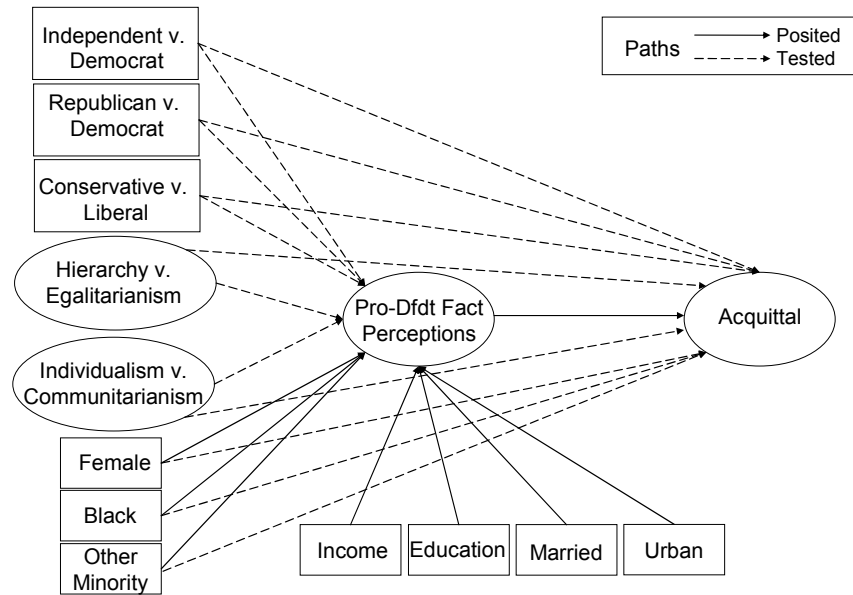 Independent v.
Democrat
Republican v.
Democrat
Conservative v.
Liberal
Hierarchy v.
Egalitarianism
Individualism v.
Communitarianism
Female
Black
Other
Minority
Paths
Posited
Tested
Pro-Dfdt Fact
Perceptions
Acquittal
Income
Education
Married
Urban